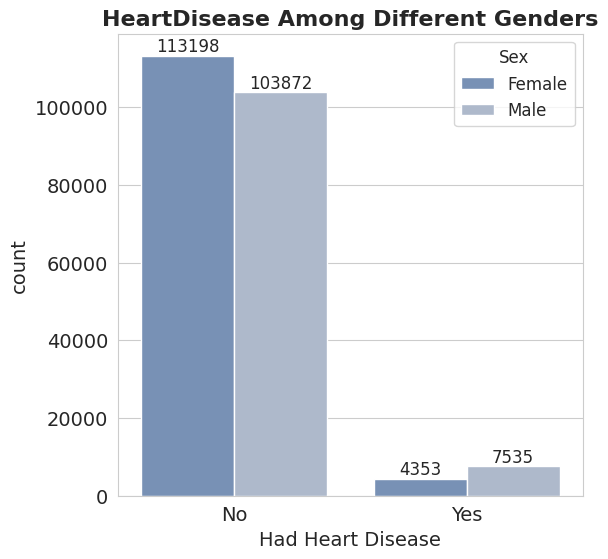 HeartDisease Among Different Genders
113198
103872
Sex
Female
Male
100000
80000
60000
40000
20000
0
count
4353
7535
No
Yes
Had Heart Disease